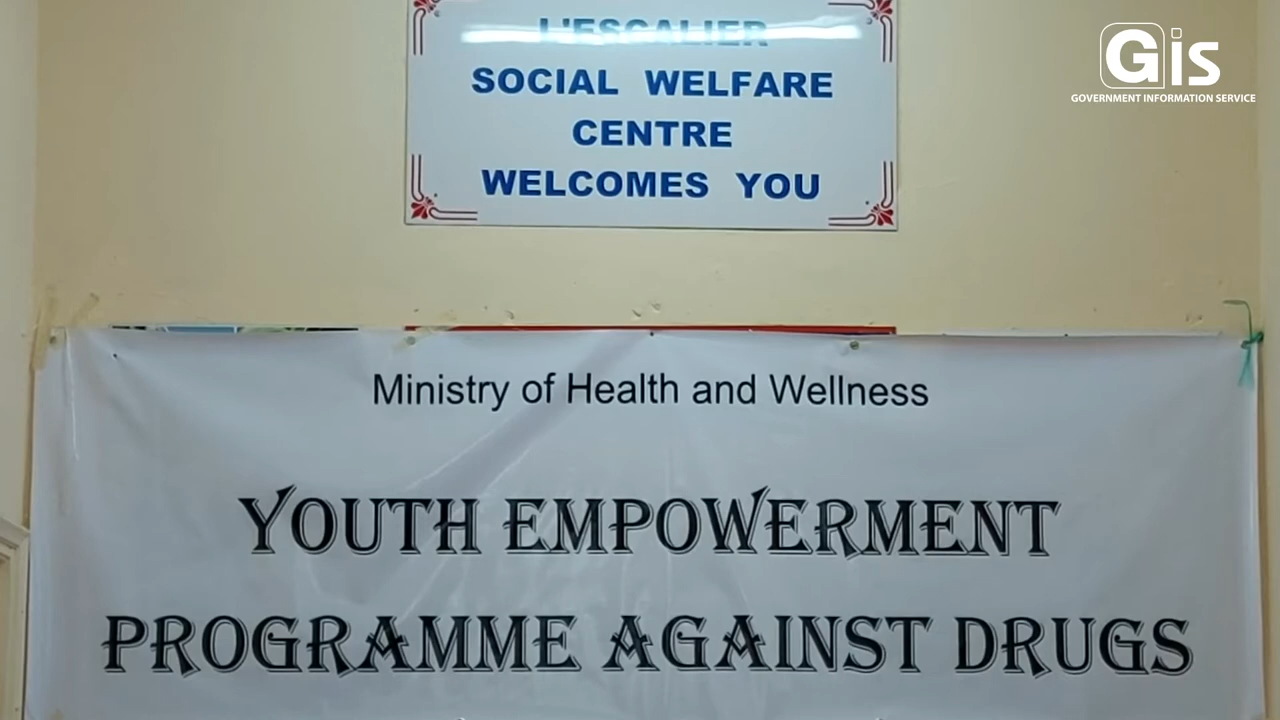 L'ESCALIER
SOCIAL WELFARE
CENTRE
WELCOMES YOU
Gis
GOVERNMENT INFORMATION SERVICE
Ministry of Health and Wellness
YOUTH EMPOWERMENT
PROGRAMME AGAINST DRUGS